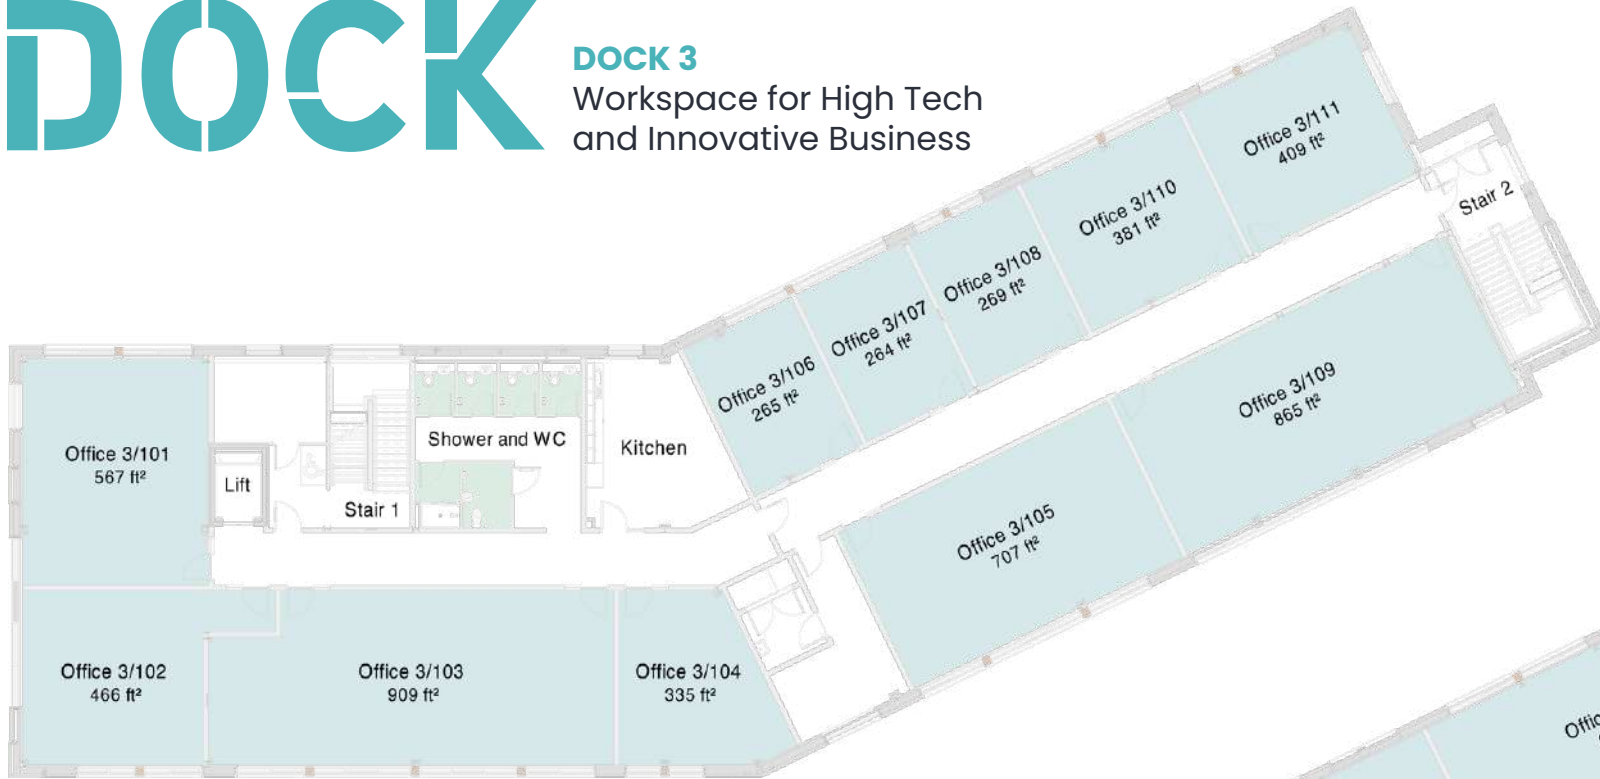 DOCK
DOCK 3
Workspace for High Tech
and Innovative Business
Office 3/111
409 ft²
Stair 2
Office 3/110
381 ft²
Office 3/108
269 ft²
Office 3/107
264 ft²
Office 3/106
265 ft²
Office 3/109
865 ft²
Office 3/105
707 ft²
Office 3/101
567 ft²
Lift
Stair 1
Shower and WC
Kitchen
Office 3/102
466 ft²
Office 3/103
909 ft²
Office 3/104
335 ft²